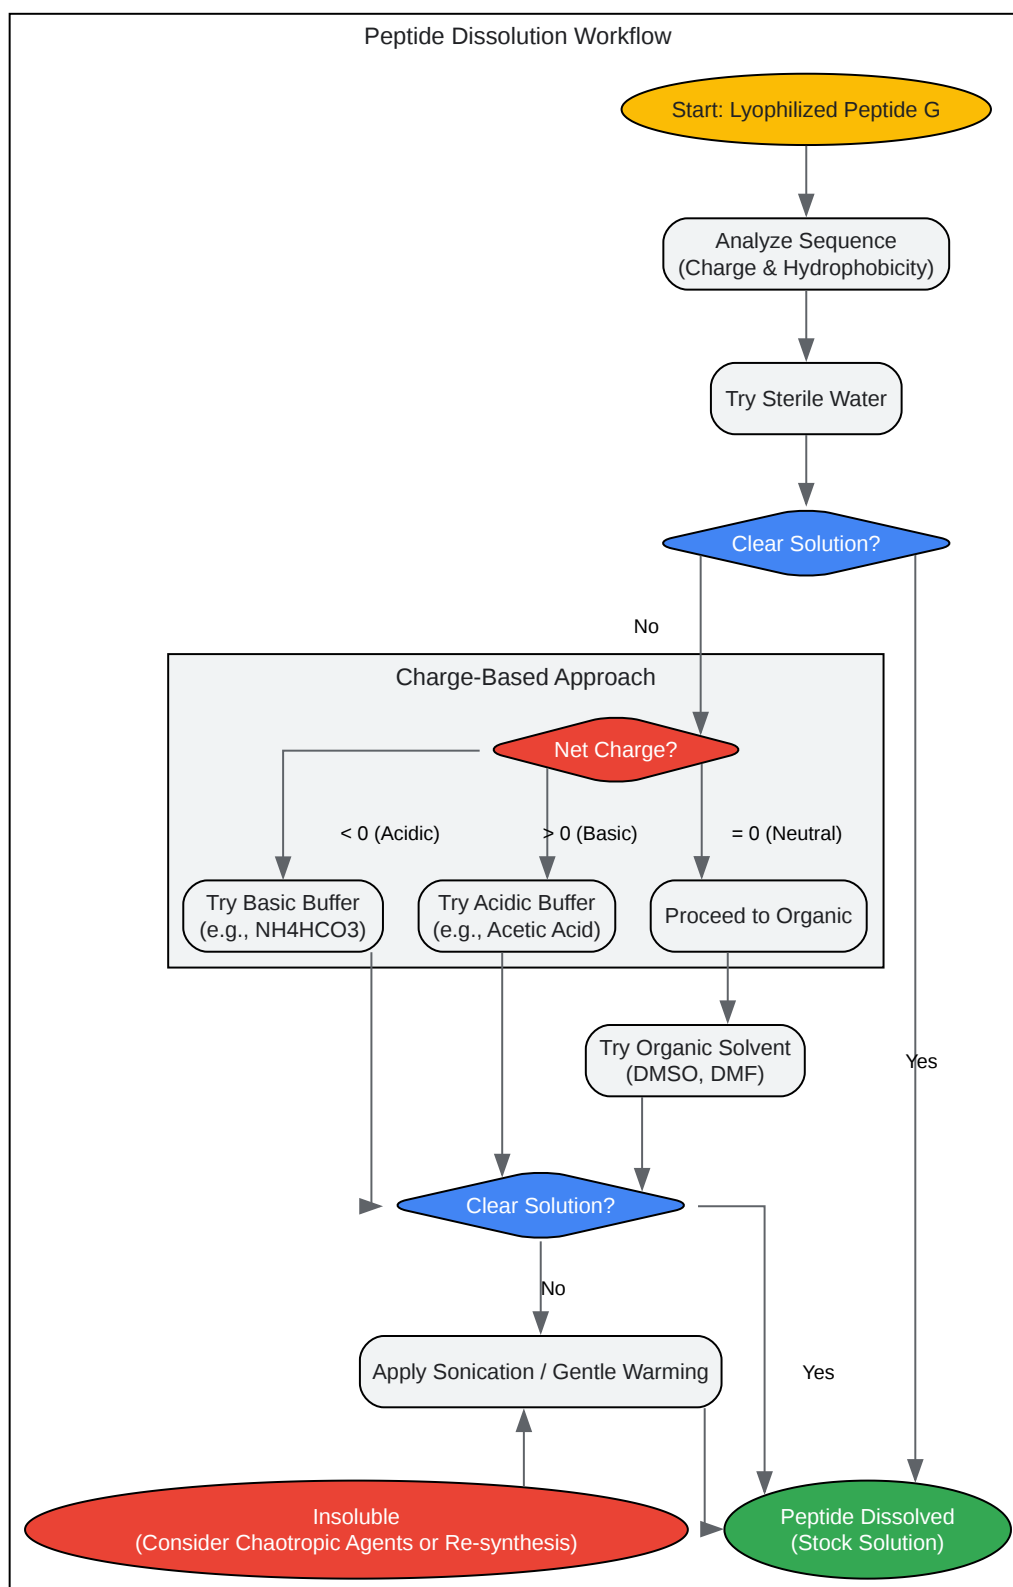 Peptide Dissolution Workflow
Start: Lyophilized Peptide G
Analyze Sequence
(Charge & Hydrophobicity)
Try Sterile Water
Clear Solution?
No
Charge-Based Approach
Net Charge?
< 0 (Acidic)
> 0 (Basic)
= 0 (Neutral)
Try Basic Buffer
(e.g., NH4HCO3)
Try Acidic Buffer
(e.g., Acetic Acid)
Proceed to Organic
Try Organic Solvent
(DMSO, DMF)
Yes
Clear Solution?
No
Apply Sonication / Gentle Warming
Yes
Insoluble
(Consider Chaotropic Agents or Re-synthesis)
Peptide Dissolved
(Stock Solution)